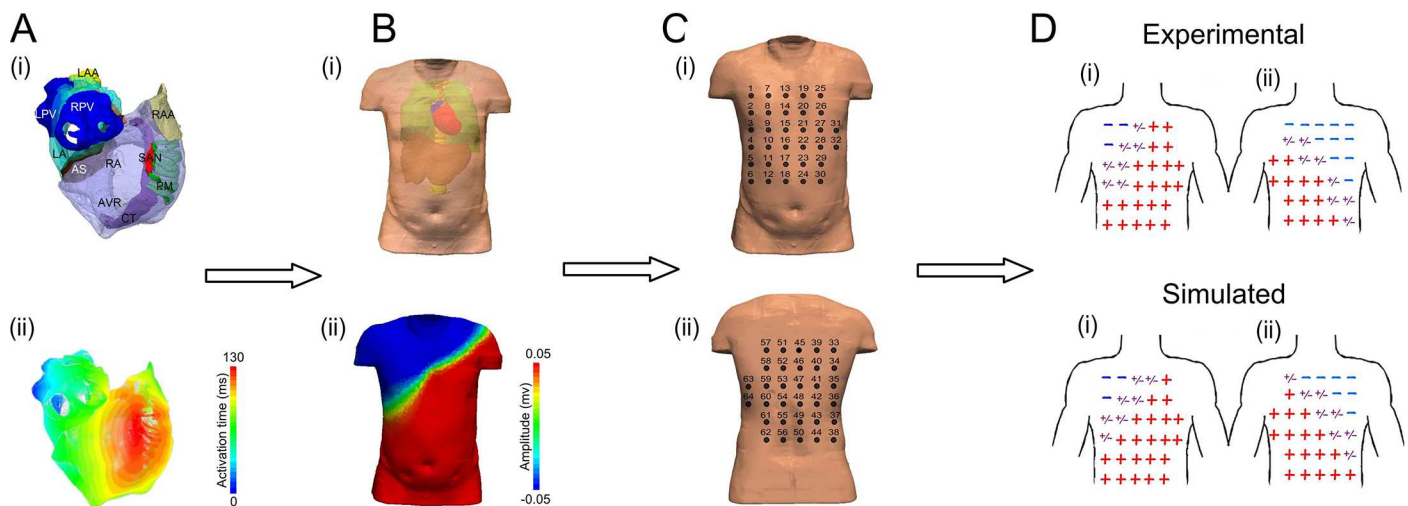 A
B
C
D
Experimental
(i)
(i)
(i)
(i)
(ii)
LAA
LPV
RPV
RAA
LA
AS
RA
SAN
PM
AVR
CT
1 7 13 19 25
2 8 14 20 26
3 9 15 21 27 31
4 10 16 22 28 32
5 11 17 23 29
6 12 18 24 30
− − +/- + +
− +/- +/- + +
+/- +/- + + + +
+/- +/- + + + +
+ + + + +
+ + + + +
− − − − −
+/- +/- − − −
+ + +/- +/- −
+ + + + +/- −
+ + + + +/- +/-
+ + + + + +/-
Simulated
(ii)
(ii)
(ii)
(i)
(ii)
130
Activation time (ms)
0
0.05
Amplitude (mv)
-0.05
57 51 45 39 33
58 52 46 40 34
63 59 53 47 41 35
64 60 54 48 42 36
61 55 49 43 37
62 56 50 44 38
− − +/- +/- +
− +/- +/- + +
+/- +/- + + + +
+/- + + + + +
+ + + + +
+ + + + +
+/- − − − −
+ +/- − − −
+ + + +/- +/- −
+ + + + +/- +/-
+ + + + +/-
+ + + + +